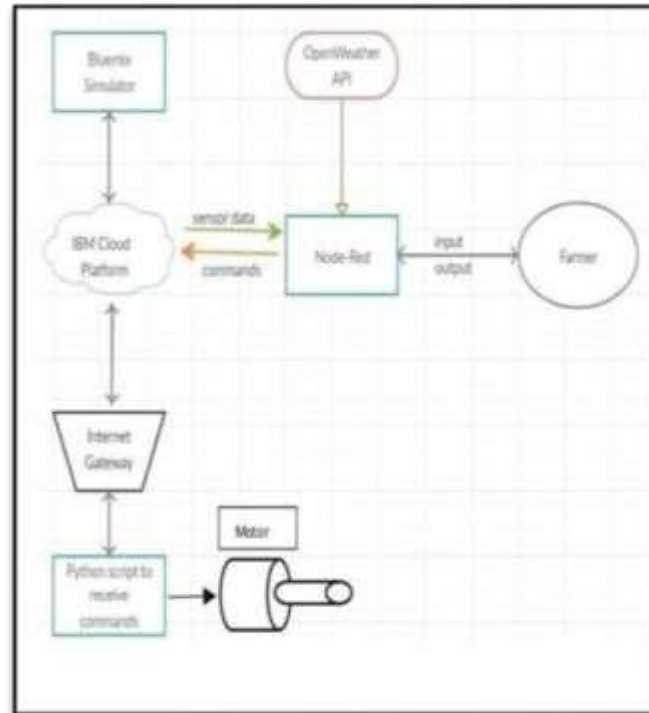 Bluemix
Simulator
OpenWeather
API
IBM Cloud
Platform
sensor data
commands
Node-Red
input
output
Farmer
Internet
Gateway
Python script to
receive
commands
Motor